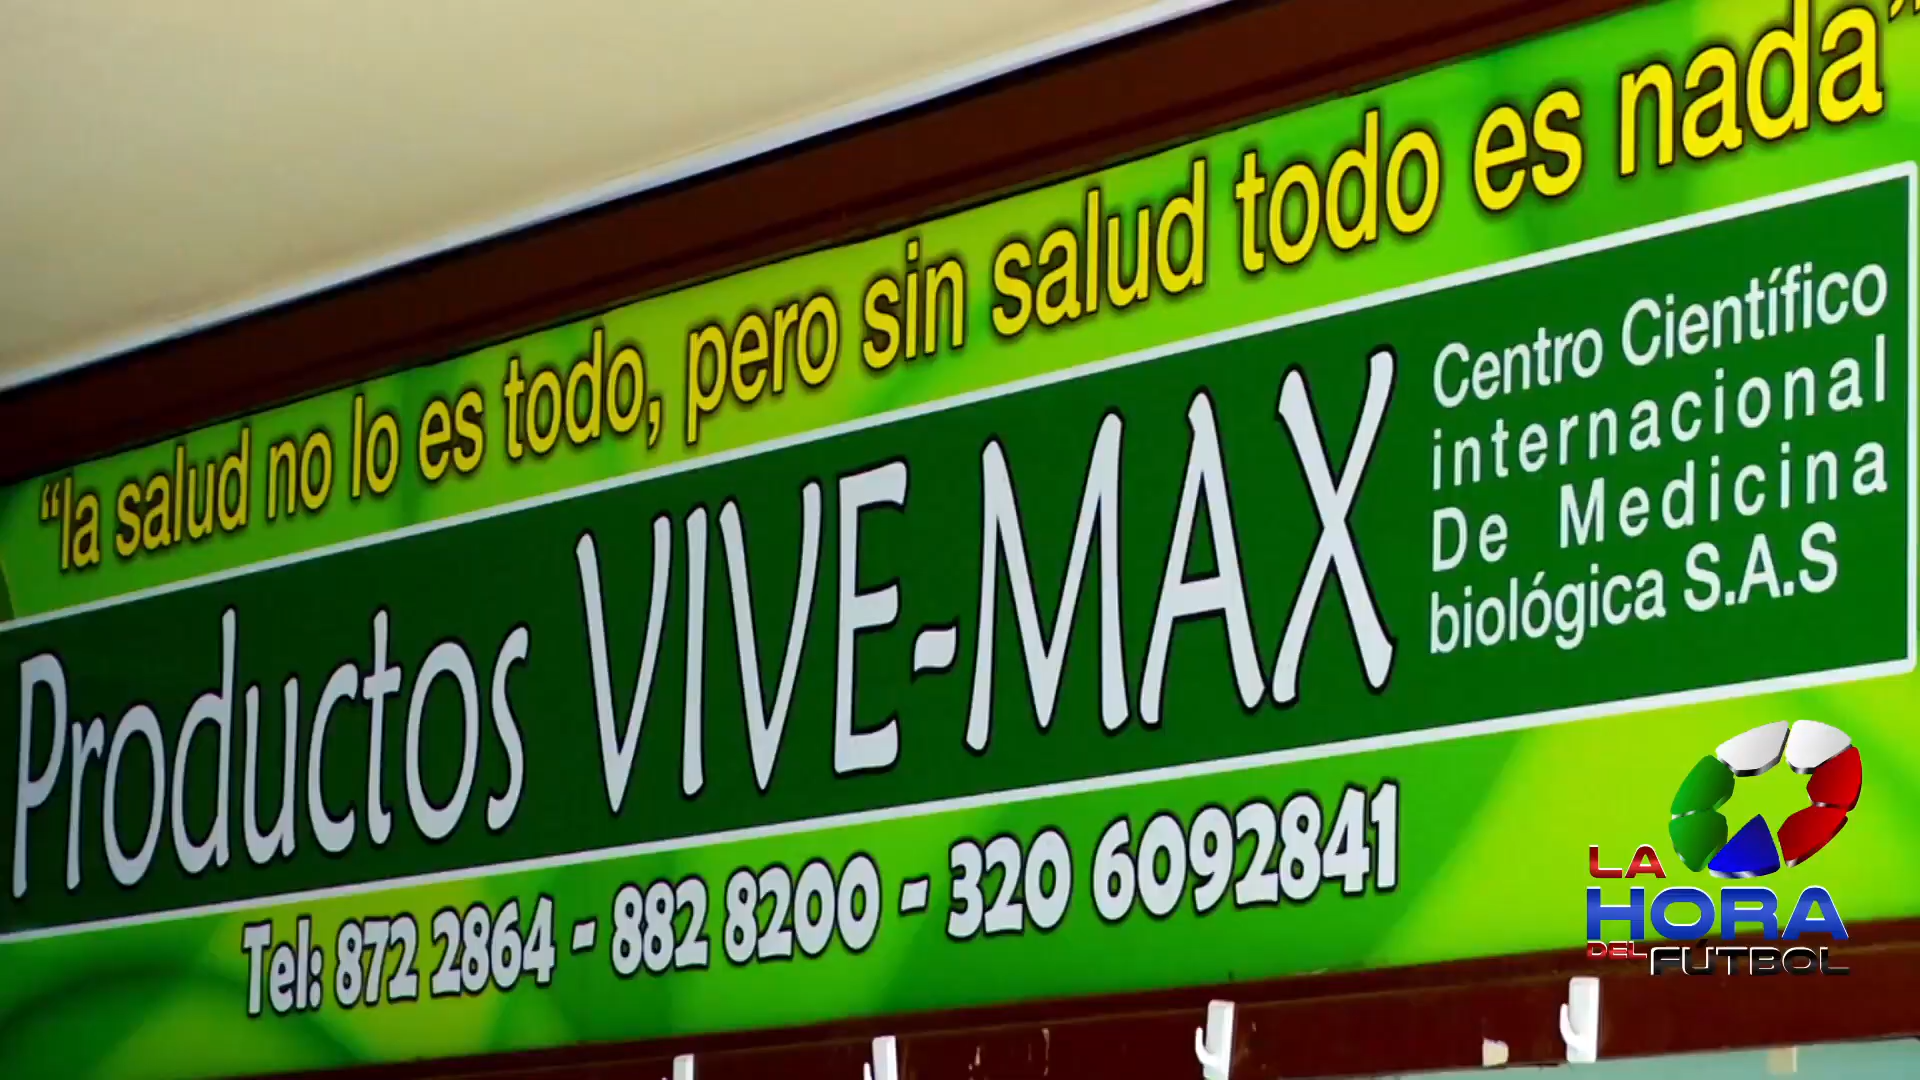 “la salud no lo es todo, pero sin salud todo es nada”
Productos VIVE-MAX
Centro Científico
internacional
De Medicina
biológica S.A.S
Tel: 872 2864 - 882 8200 - 320 6092841
LA
HORA
DEL FÚTBOL